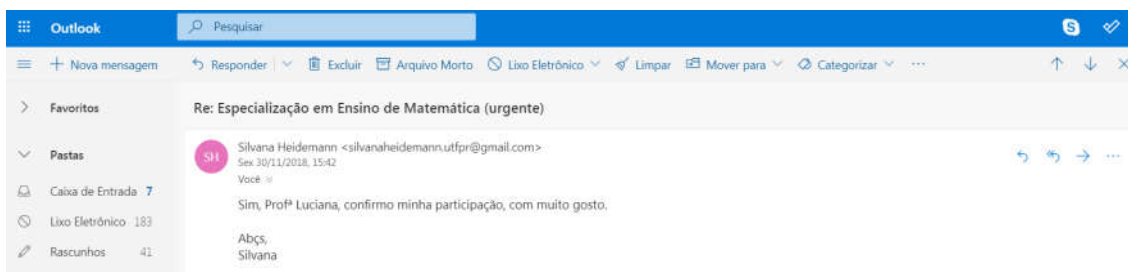 Outlook Pesquisar
Nova mensagem Responder Excluir Arquivo Morto Lixo Eletrônico Limpar Mover para Categorizar ...
Favoritos Re: Especialização em Ensino de Matemática (urgente)
SH Silvana Heidemann <silvanaheidemann.utfpr@gmail.com>
Pastas Sex 30/11/2018, 15:42
Você
Caixa de Entrada 7 Sim, Profª Luciana, confirmo minha participação, com muito gosto.
Lixo Eletrônico 183
Abçs,
Rascunhos 41 Silvana